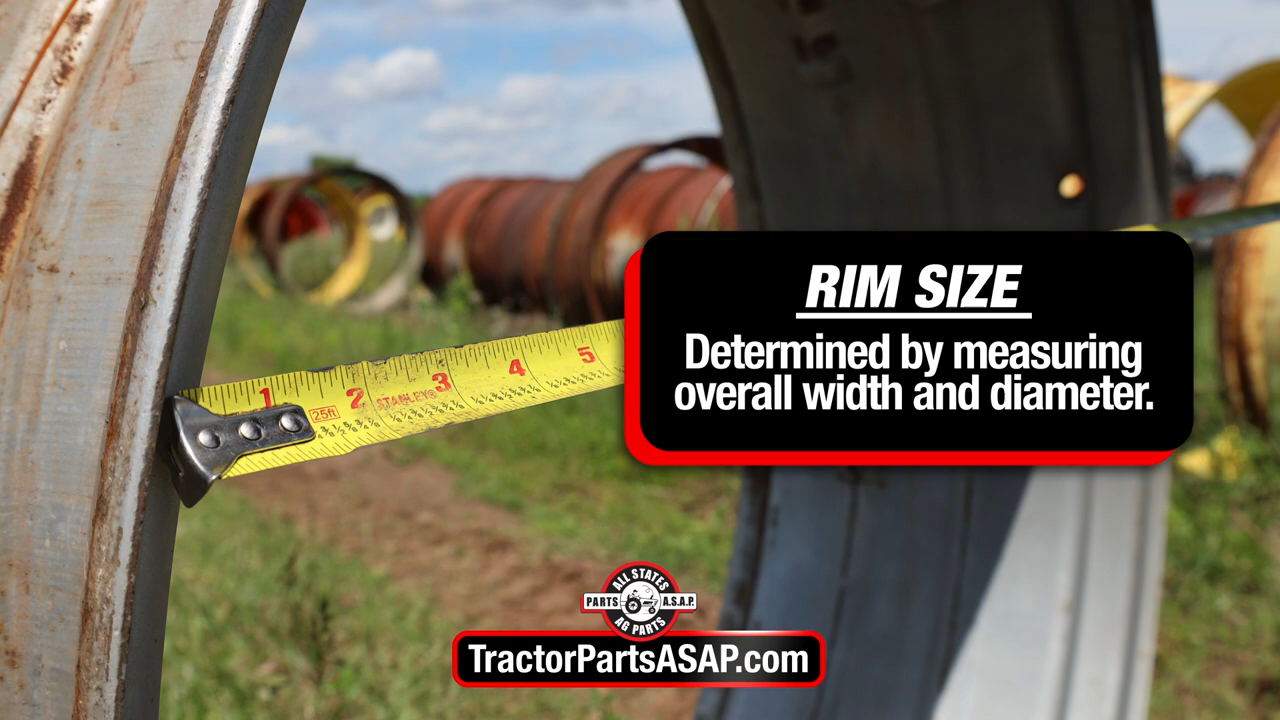 RIM SIZE
Determined by measuring
overall width and diameter.
1 2 3 4 5
25ft
STANLEY®
ALL STATES
PARTS A.S.A.P.
AG PARTS
TractorPartsASAP.com